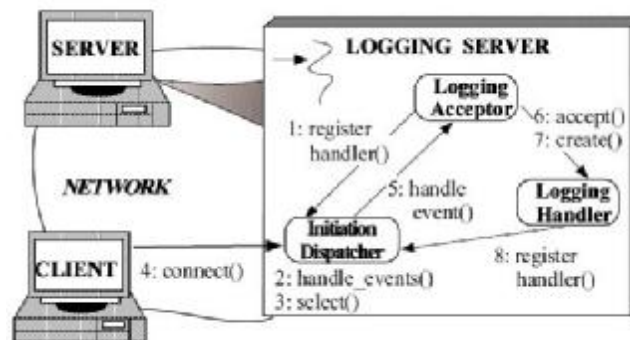 SERVER
LOGGING SERVER
Logging
Acceptor
6: accept()
7: create()
1: register
handler()
5: handle
event()
NETWORK
Logging
Handler
Initiation
Dispatcher
CLIENT
4: connect()
2: handle_events()
3: select()
8: register
handler()